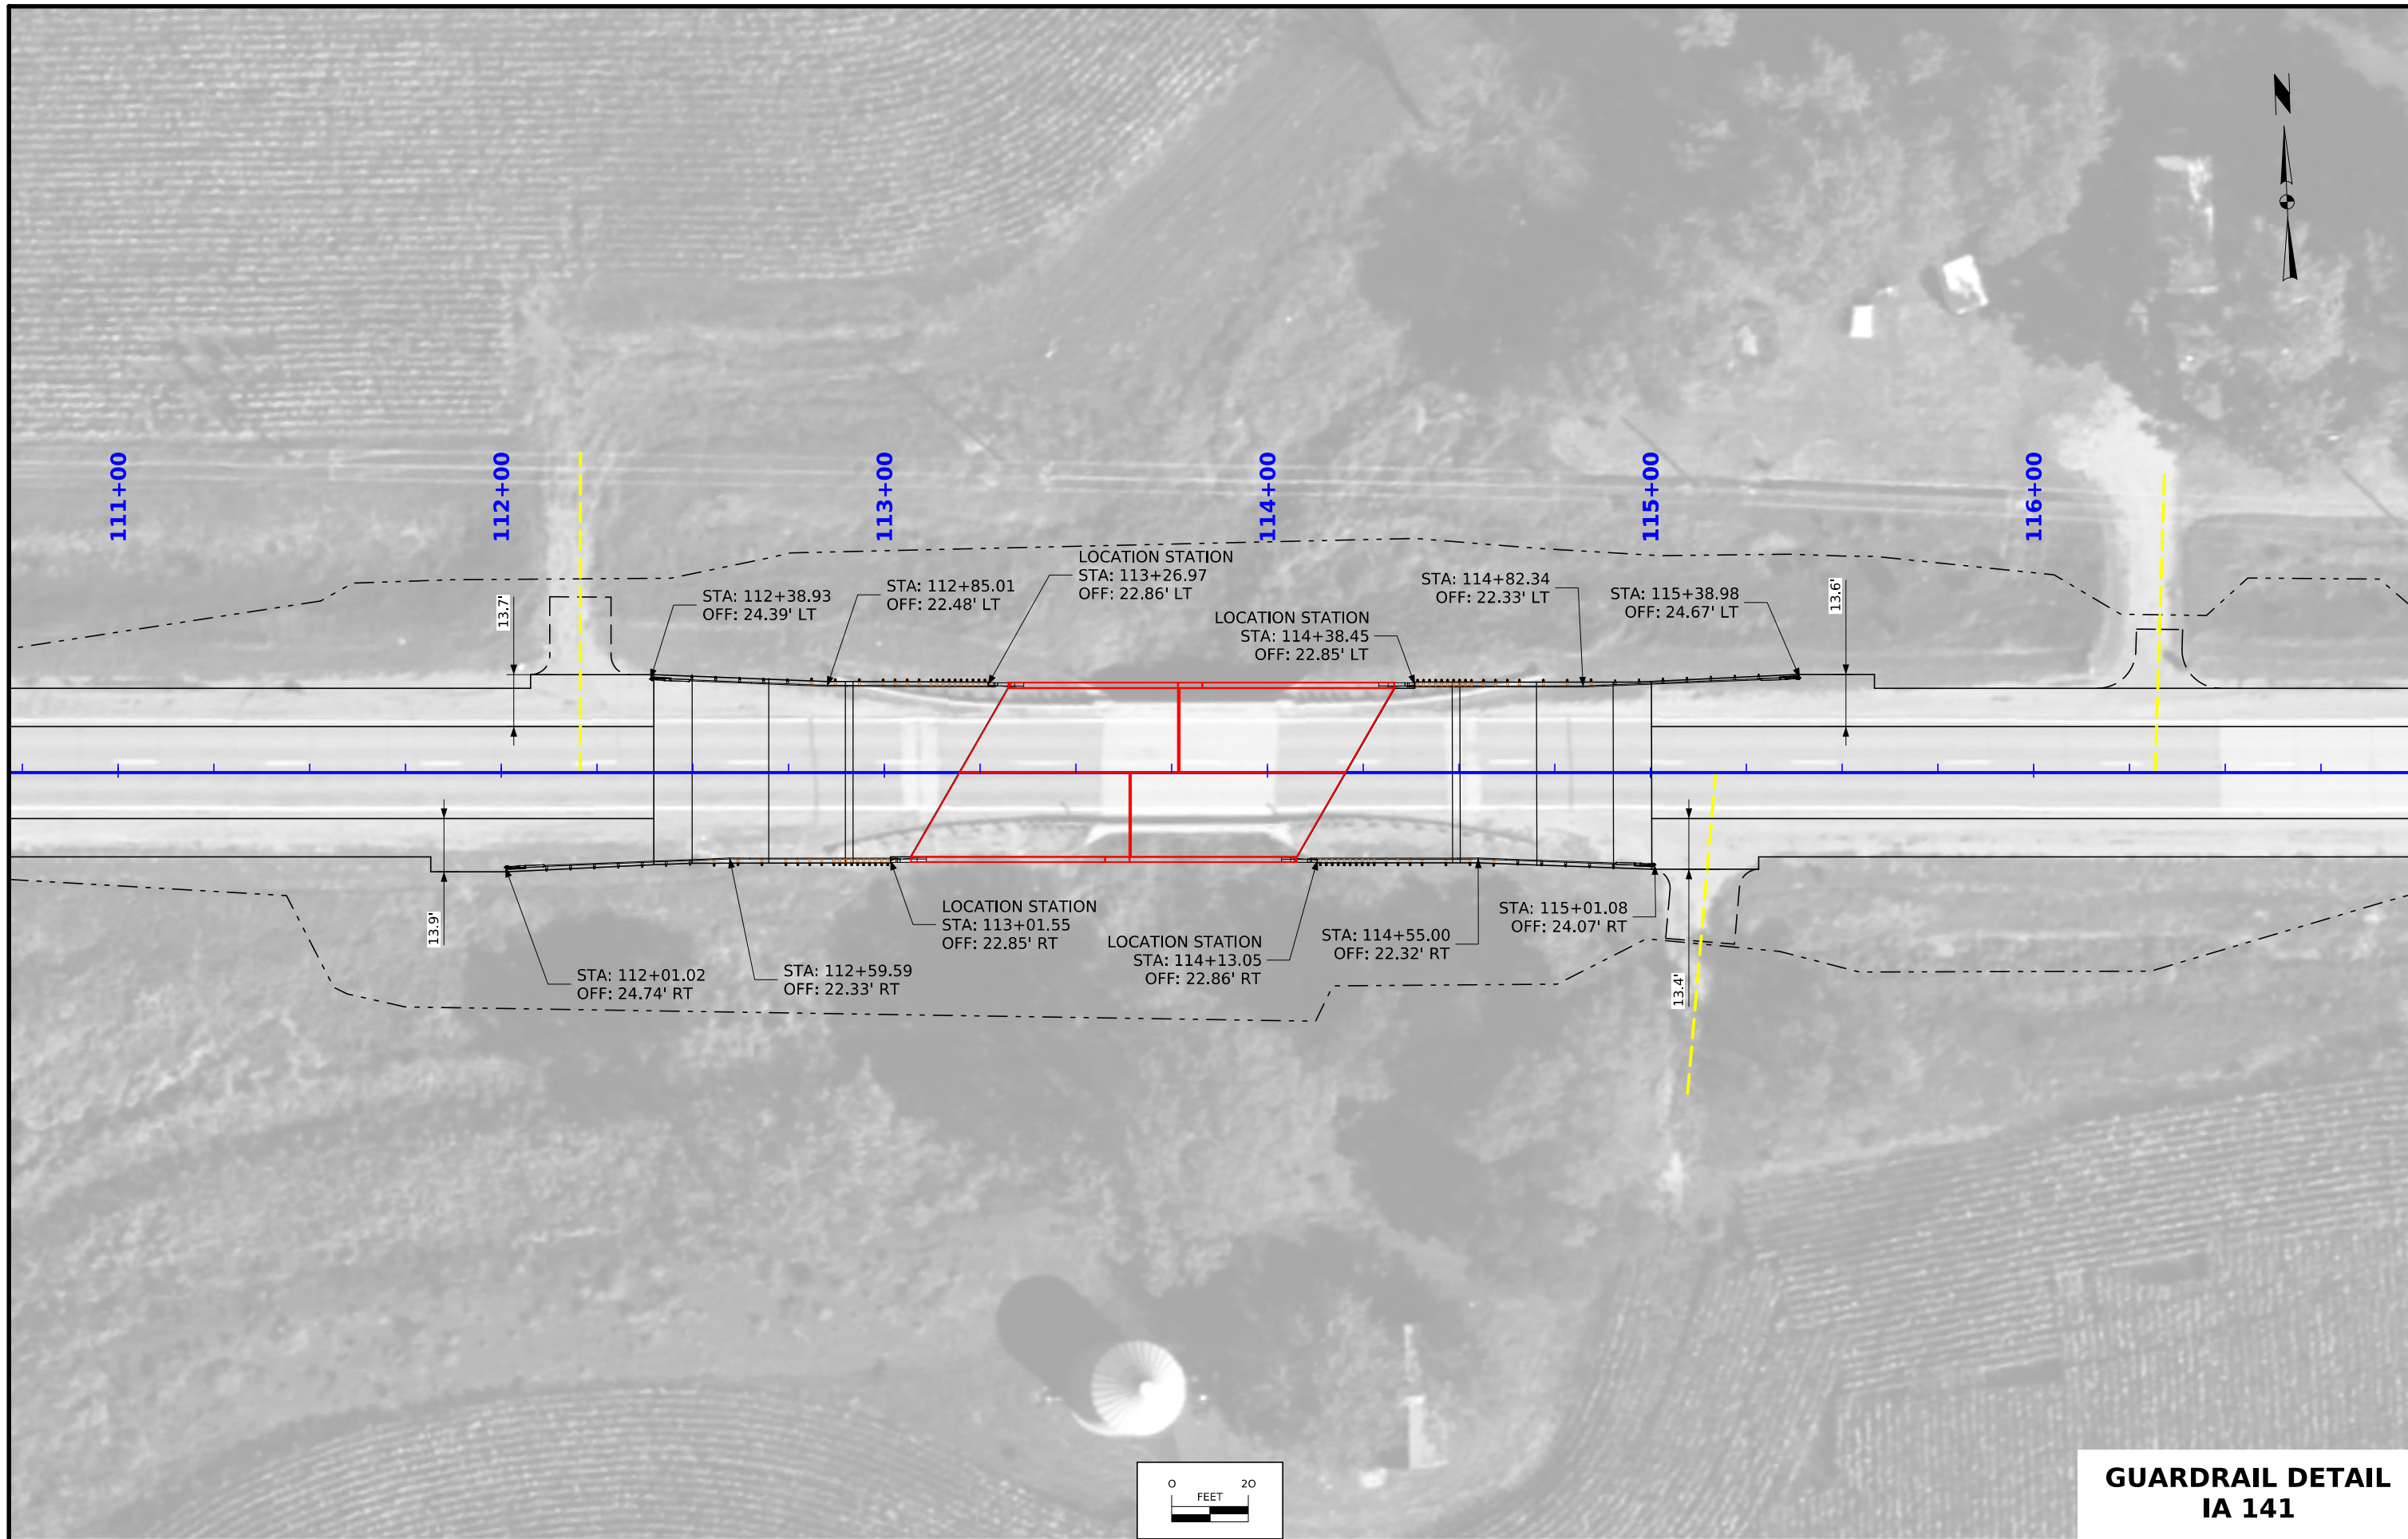 N
111+00
112+00
113+00
114+00
115+00
116+00
LOCATION STATION
STA: 113+26.97
OFF: 22.86' LT
STA: 112+38.93
OFF: 24.39' LT
STA: 112+85.01
OFF: 22.48' LT
LOCATION STATION
STA: 114+38.45
OFF: 22.85' LT
STA: 114+82.34
OFF: 22.33' LT
STA: 115+38.98
OFF: 24.67' LT
13.7'
13.6'
13.9'
13.4'
STA: 112+01.02
OFF: 24.74' RT
STA: 112+59.59
OFF: 22.33' RT
LOCATION STATION
STA: 113+01.55
OFF: 22.85' RT
LOCATION STATION
STA: 114+13.05
OFF: 22.86' RT
STA: 114+55.00
OFF: 22.32' RT
STA: 115+01.08
OFF: 24.07' RT
0 20
FEET
GUARDRAIL DETAIL
IA 141